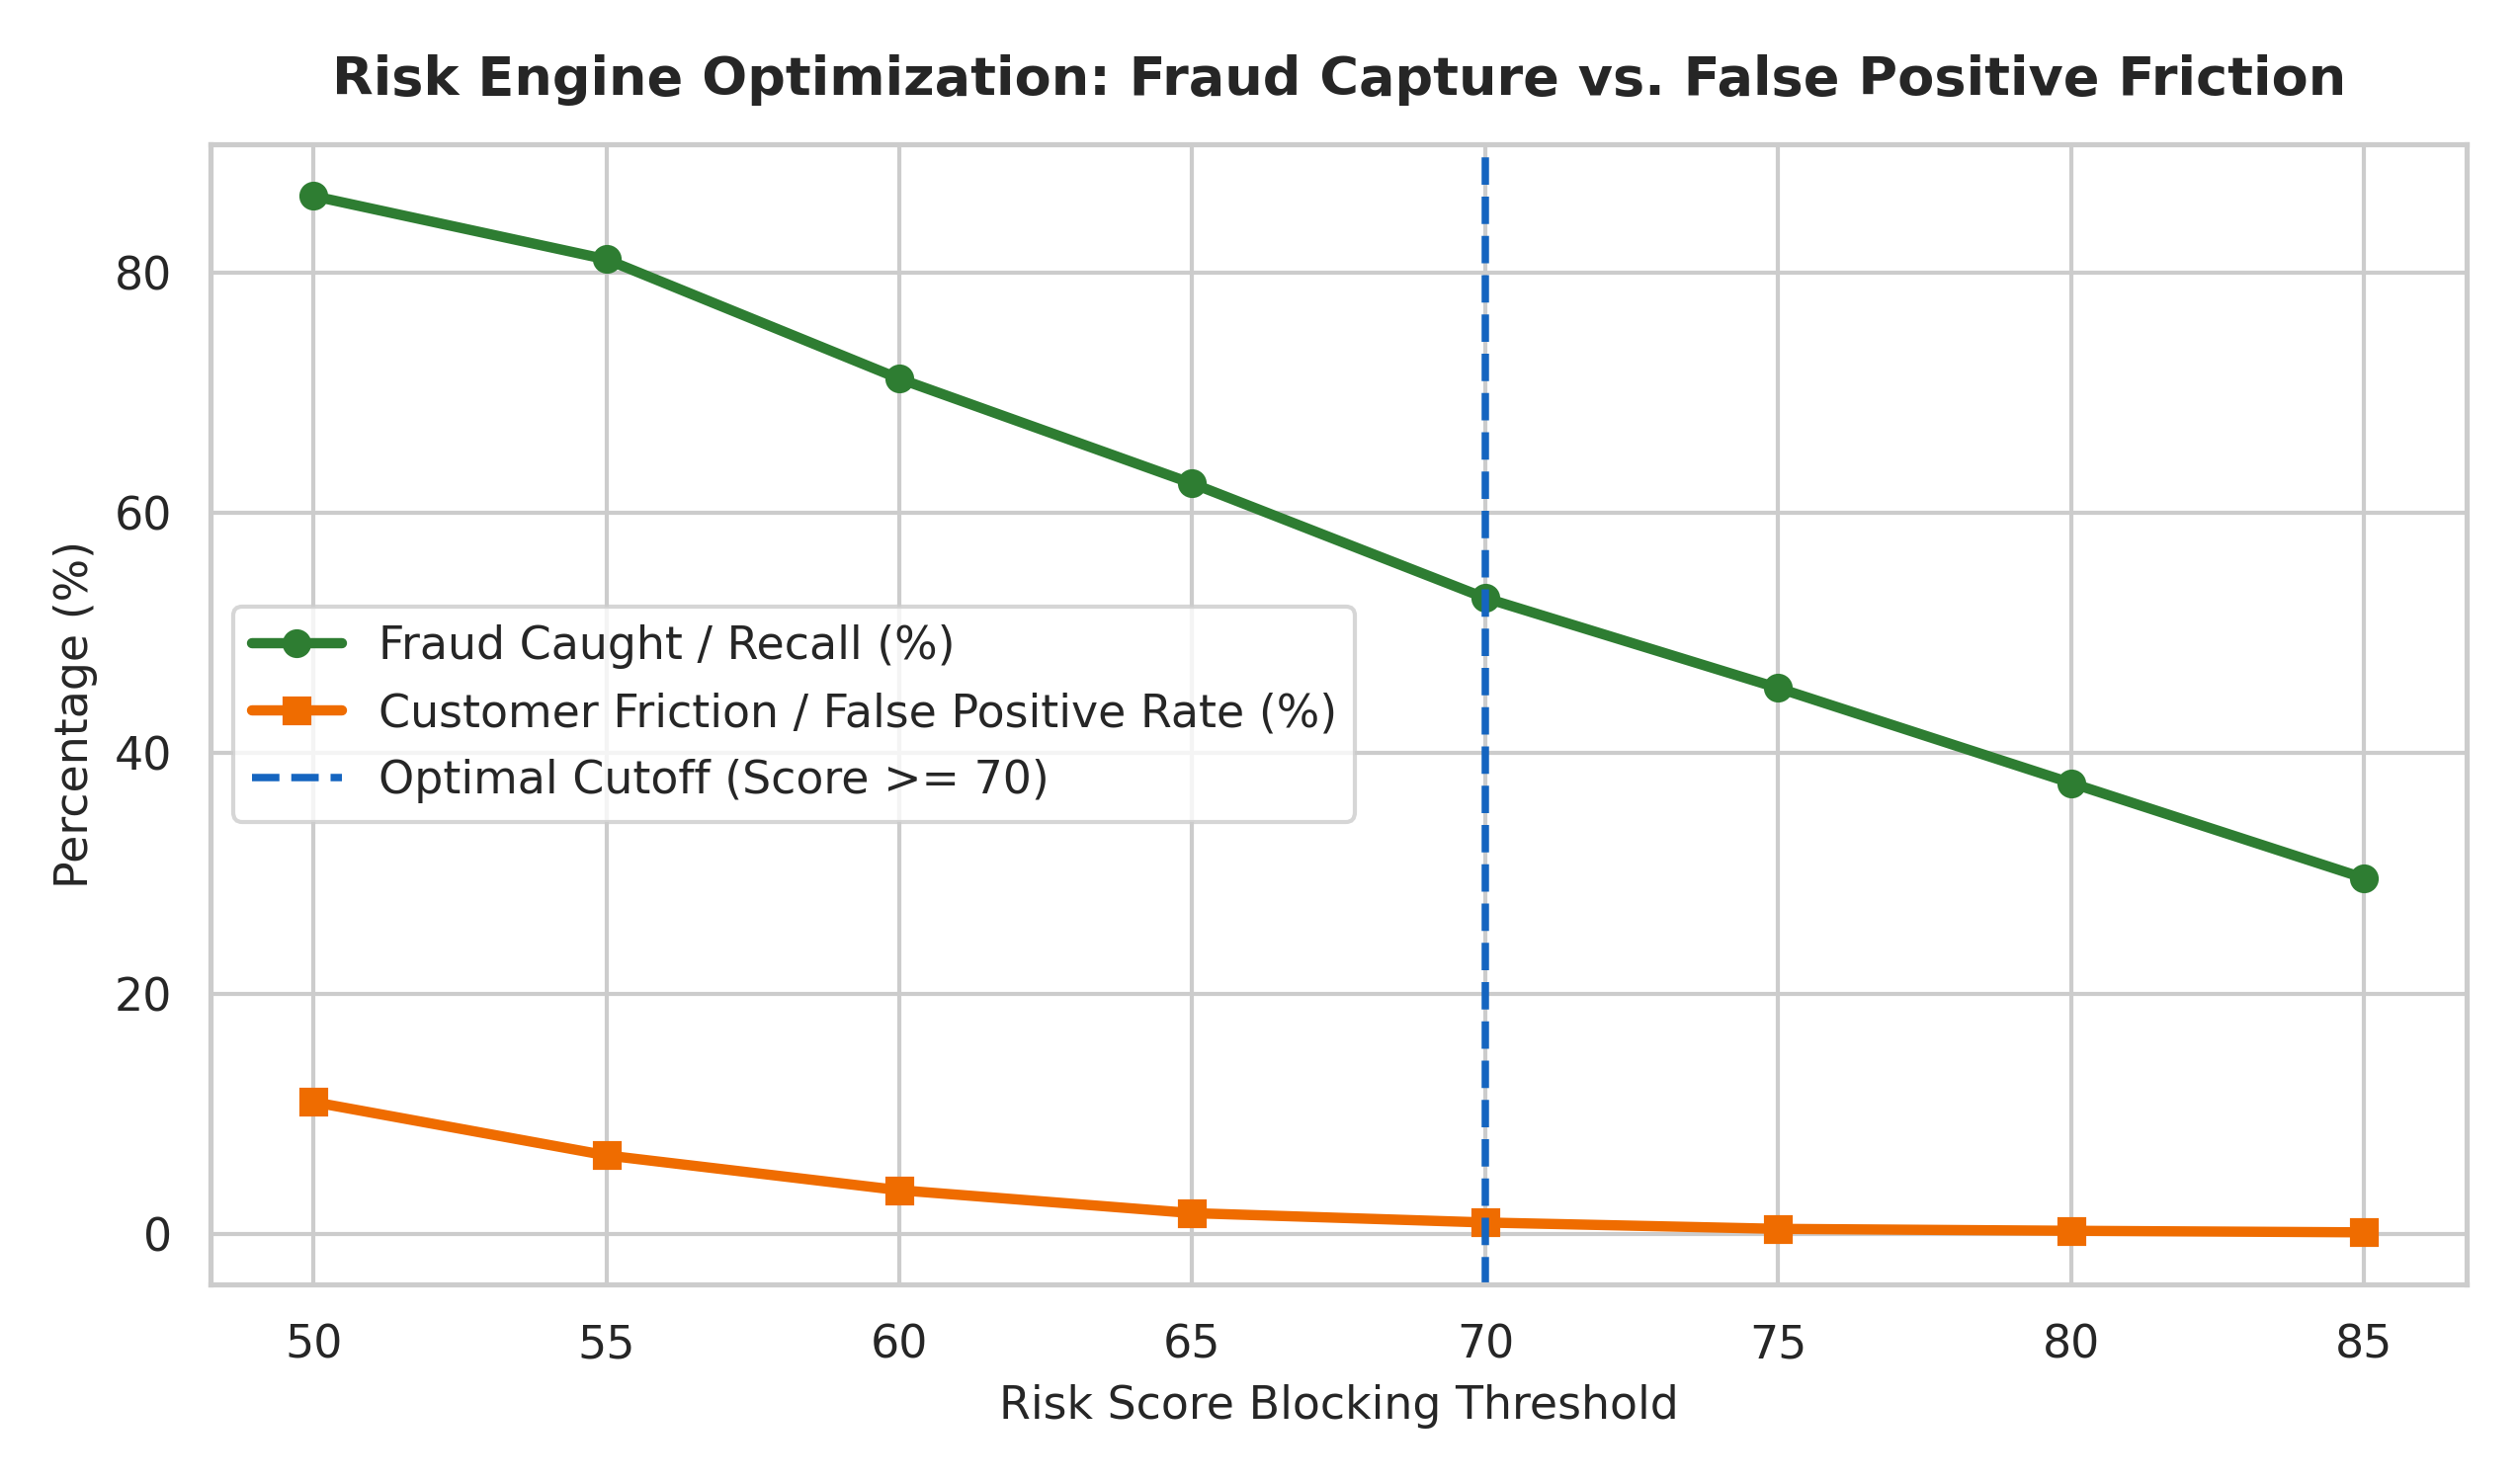 Risk Engine Optimization: Fraud Capture vs. False Positive Friction
Percentage (%)
80
60
40
20
0
Fraud Caught / Recall (%)
Customer Friction / False Positive Rate (%)
Optimal Cutoff (Score >= 70)
50 55 60 65 70 75 80 85
Risk Score Blocking Threshold